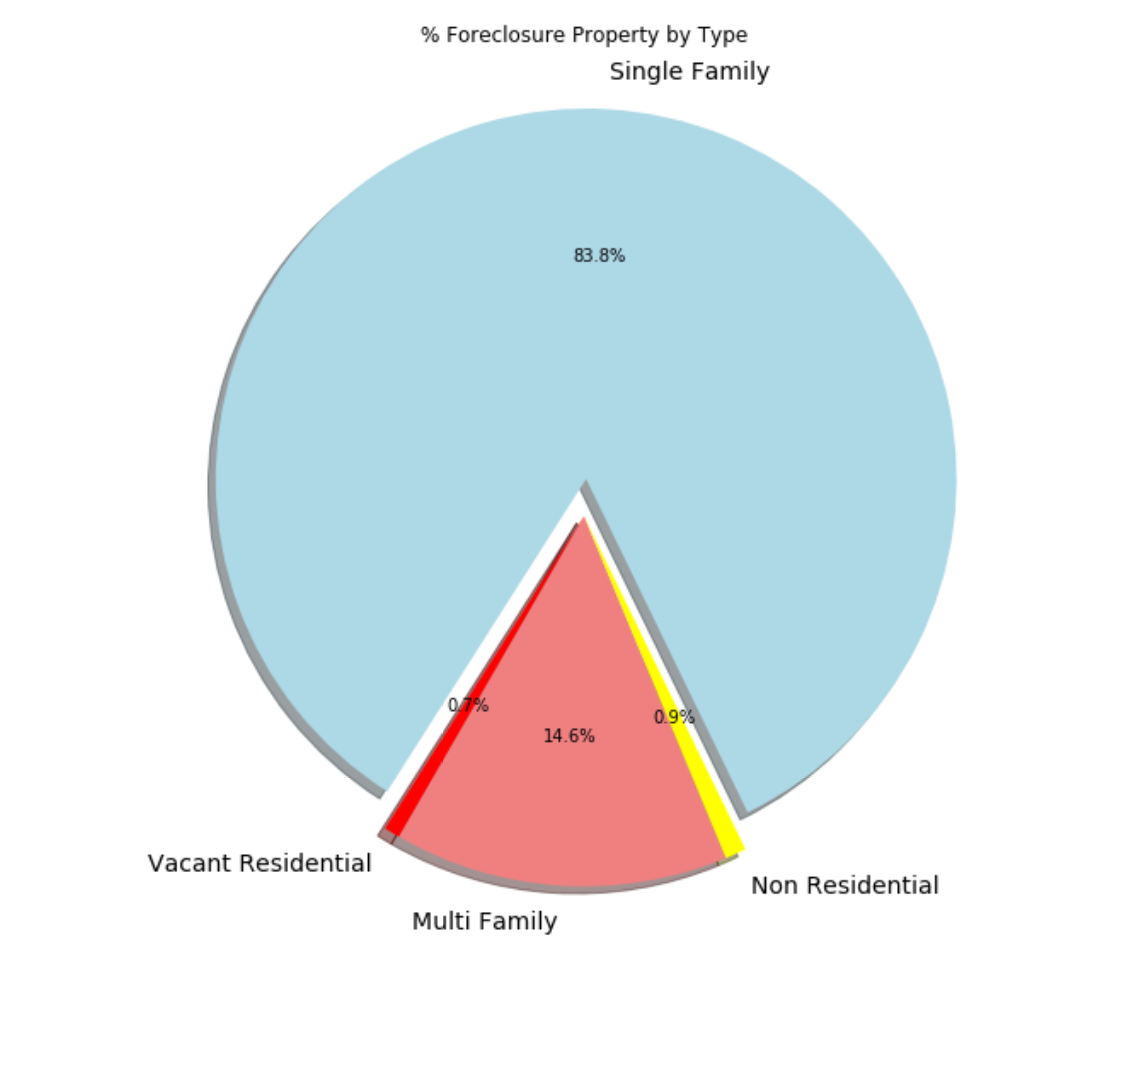 % Foreclosure Property by Type
Single Family
83.8%
0.7%
0.9%
14.6%
Vacant Residential
Non Residential
Multi Family